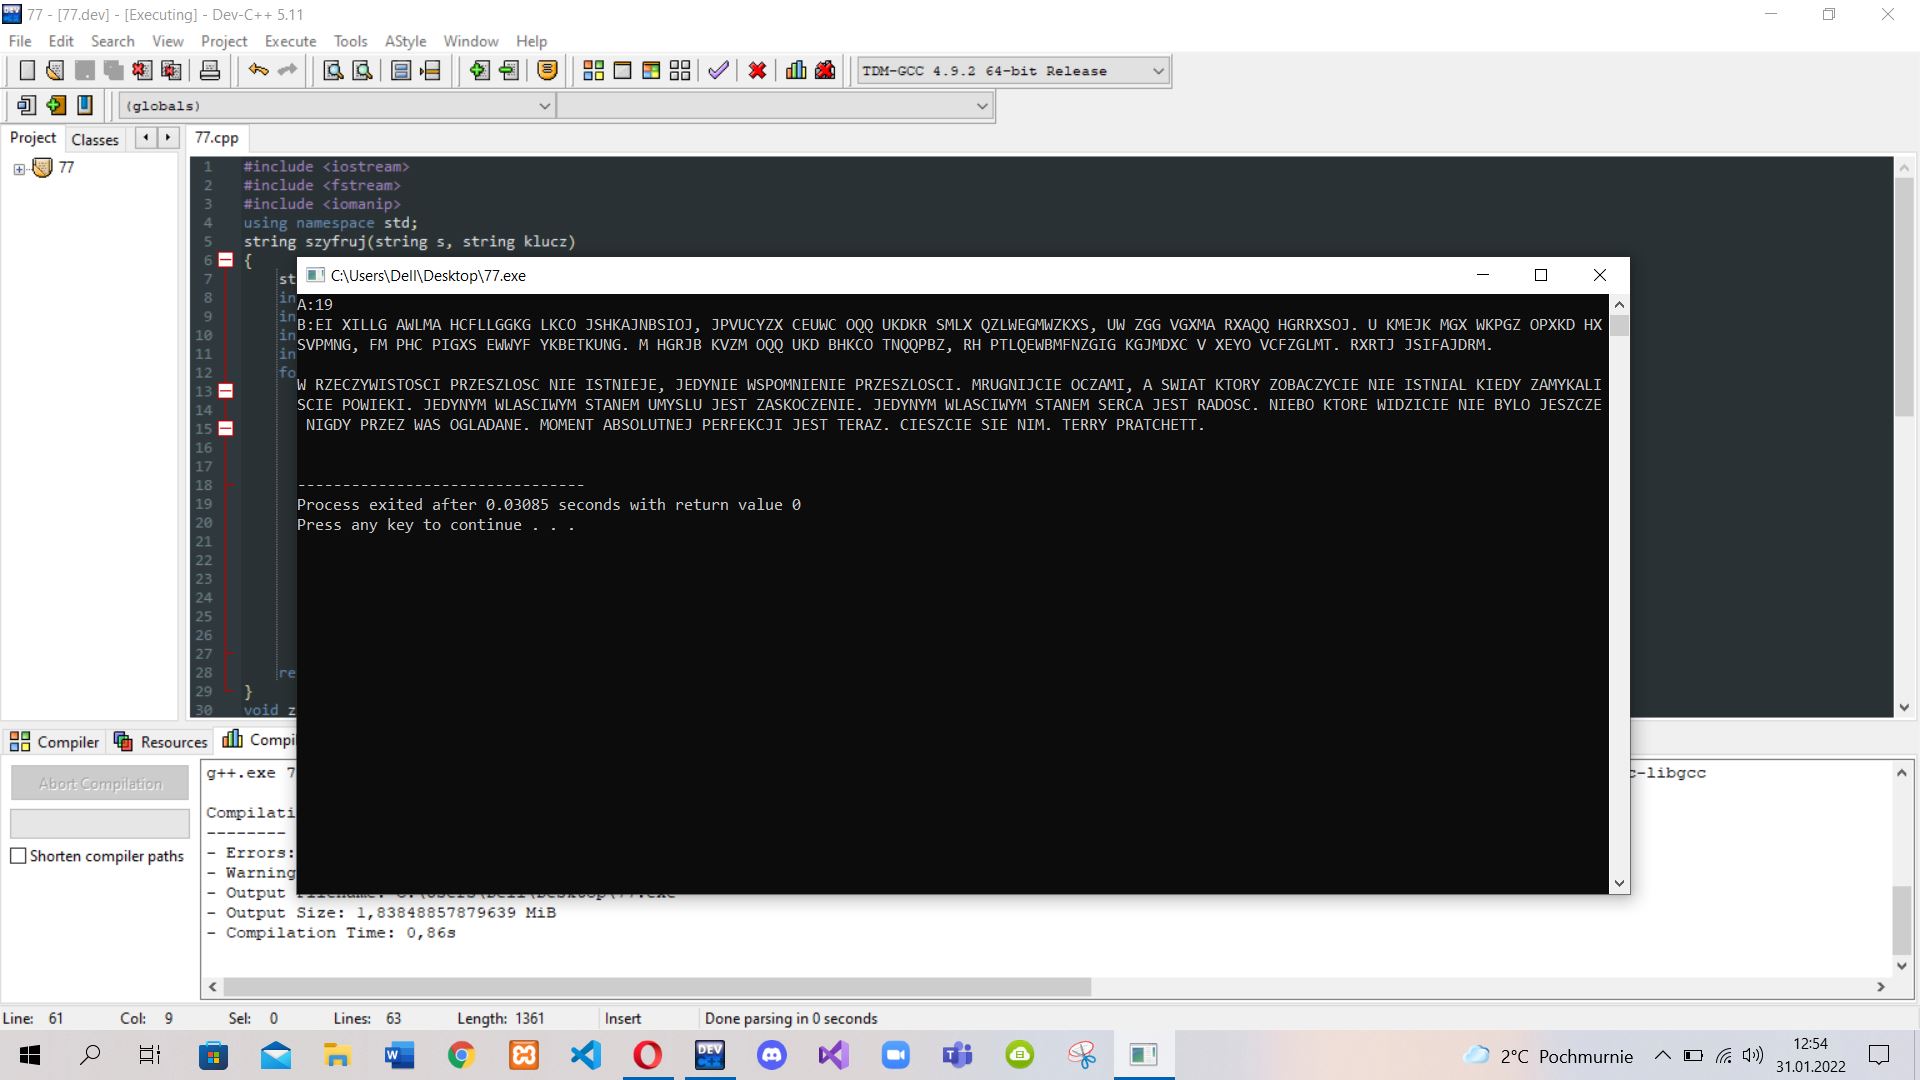 77 - [77.dev] - [Executing] - Dev-C++ 5.11
File Edit Search View Project Execute Tools AStyle Window Help
TDM-GCC 4.9.2 64-bit Release
(globals)
Project Classes 77.cpp
77
1 #include <iostream>
2 #include <fstream>
3 #include <iomanip>
4 using namespace std;
5 string szyfruj(string s, string klucz)
6 {
C:\Users\Dell\Desktop\77.exe
7 st
8 in
9 in
10 in
11 in
12 fo
13
14
15
16
17
18
19
20
21
22
23
24
25
26
27
28 re
29 }
30 void z
A:19
B:EI XILLG AWLMA HCFLLGGKG LKCO JSHKAJNBSIOJ, JPVUCYZX CEUWC OQQ UKDKR SMLX QZLWEGMWZKXS, UW ZGG VGXMA RXAQQ HGRRXSOJ. U KMEJK MGX WKPGZ OPXKD HX
SVPMNG, FM PHC PIGXS EWWYF YKBETKUNG. M HGRJB KVZM OQQ UKD BHKCO TNQQPBZ, RH PTLQEWBMFNZGIG KGJMDXC V XEYO VCFZGLMT. RXRTJ JSIFAJDRM.
W RZECZYWISTOSCI PRZESZLOSC NIE ISTNIEJE, JEDYNIE WSPOMNIENIE PRZESZLOSCI. MRUGNIJCIE OCZAMI, A SWIAT KTORY ZOBACZYCIE NIE ISTNIAL KIEDY ZAMYKALI
SCIE POWIEKI. JEDYNYM WLASCIWYM STANEM UMYSLU JEST ZASKOCZENIE. JEDYNYM WLASCIWYM STANEM SERCA JEST RADOSC. NIEBO KTORE WIDZICIE NIE BYLO JESZCZE
NIGDY PRZEZ WAS OGLADANE. MOMENT ABSOLUTNEJ PERFEKCJI JEST TERAZ. CIESZCIE SIE NIM. TERRY PRATCHETT.
--------------------------------
Process exited after 0.03085 seconds with return value 0
Press any key to continue . . .
Compiler Resources Compil
Abort Compilation
Shorten compiler paths
g++.exe 7
c-libgcc
Compilati
--------
- Errors:
- Warning
- Output Filename: C:\Users\Dell\Desktop\77.exe
- Output Size: 1,83848857879639 MiB
- Compilation Time: 0,86s
Line: 61 Col: 9 Sel: 0 Lines: 63 Length: 1361 Insert Done parsing in 0 seconds
2°C Pochmurnie
12:54
31.01.2022